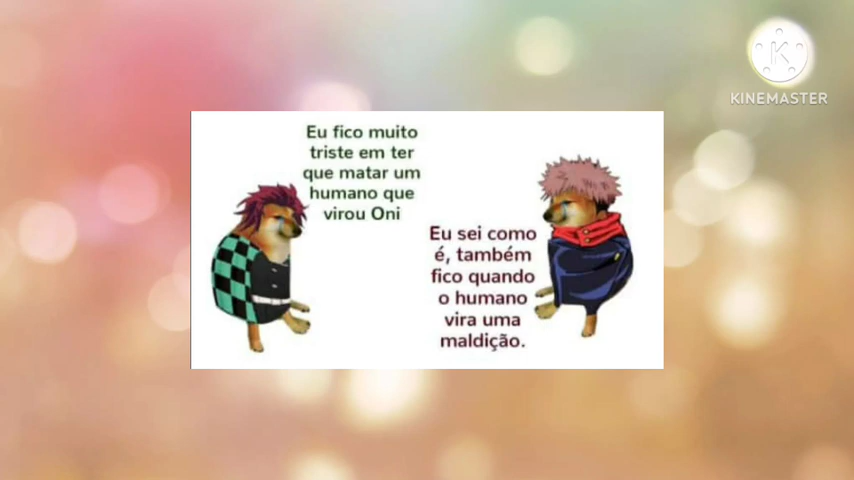 KINEMASTER
Eu fico muito
triste em ter
que matar um
humano que
virou Oni
Eu sei como
é, também
fico quando
o humano
vira uma
maldição.